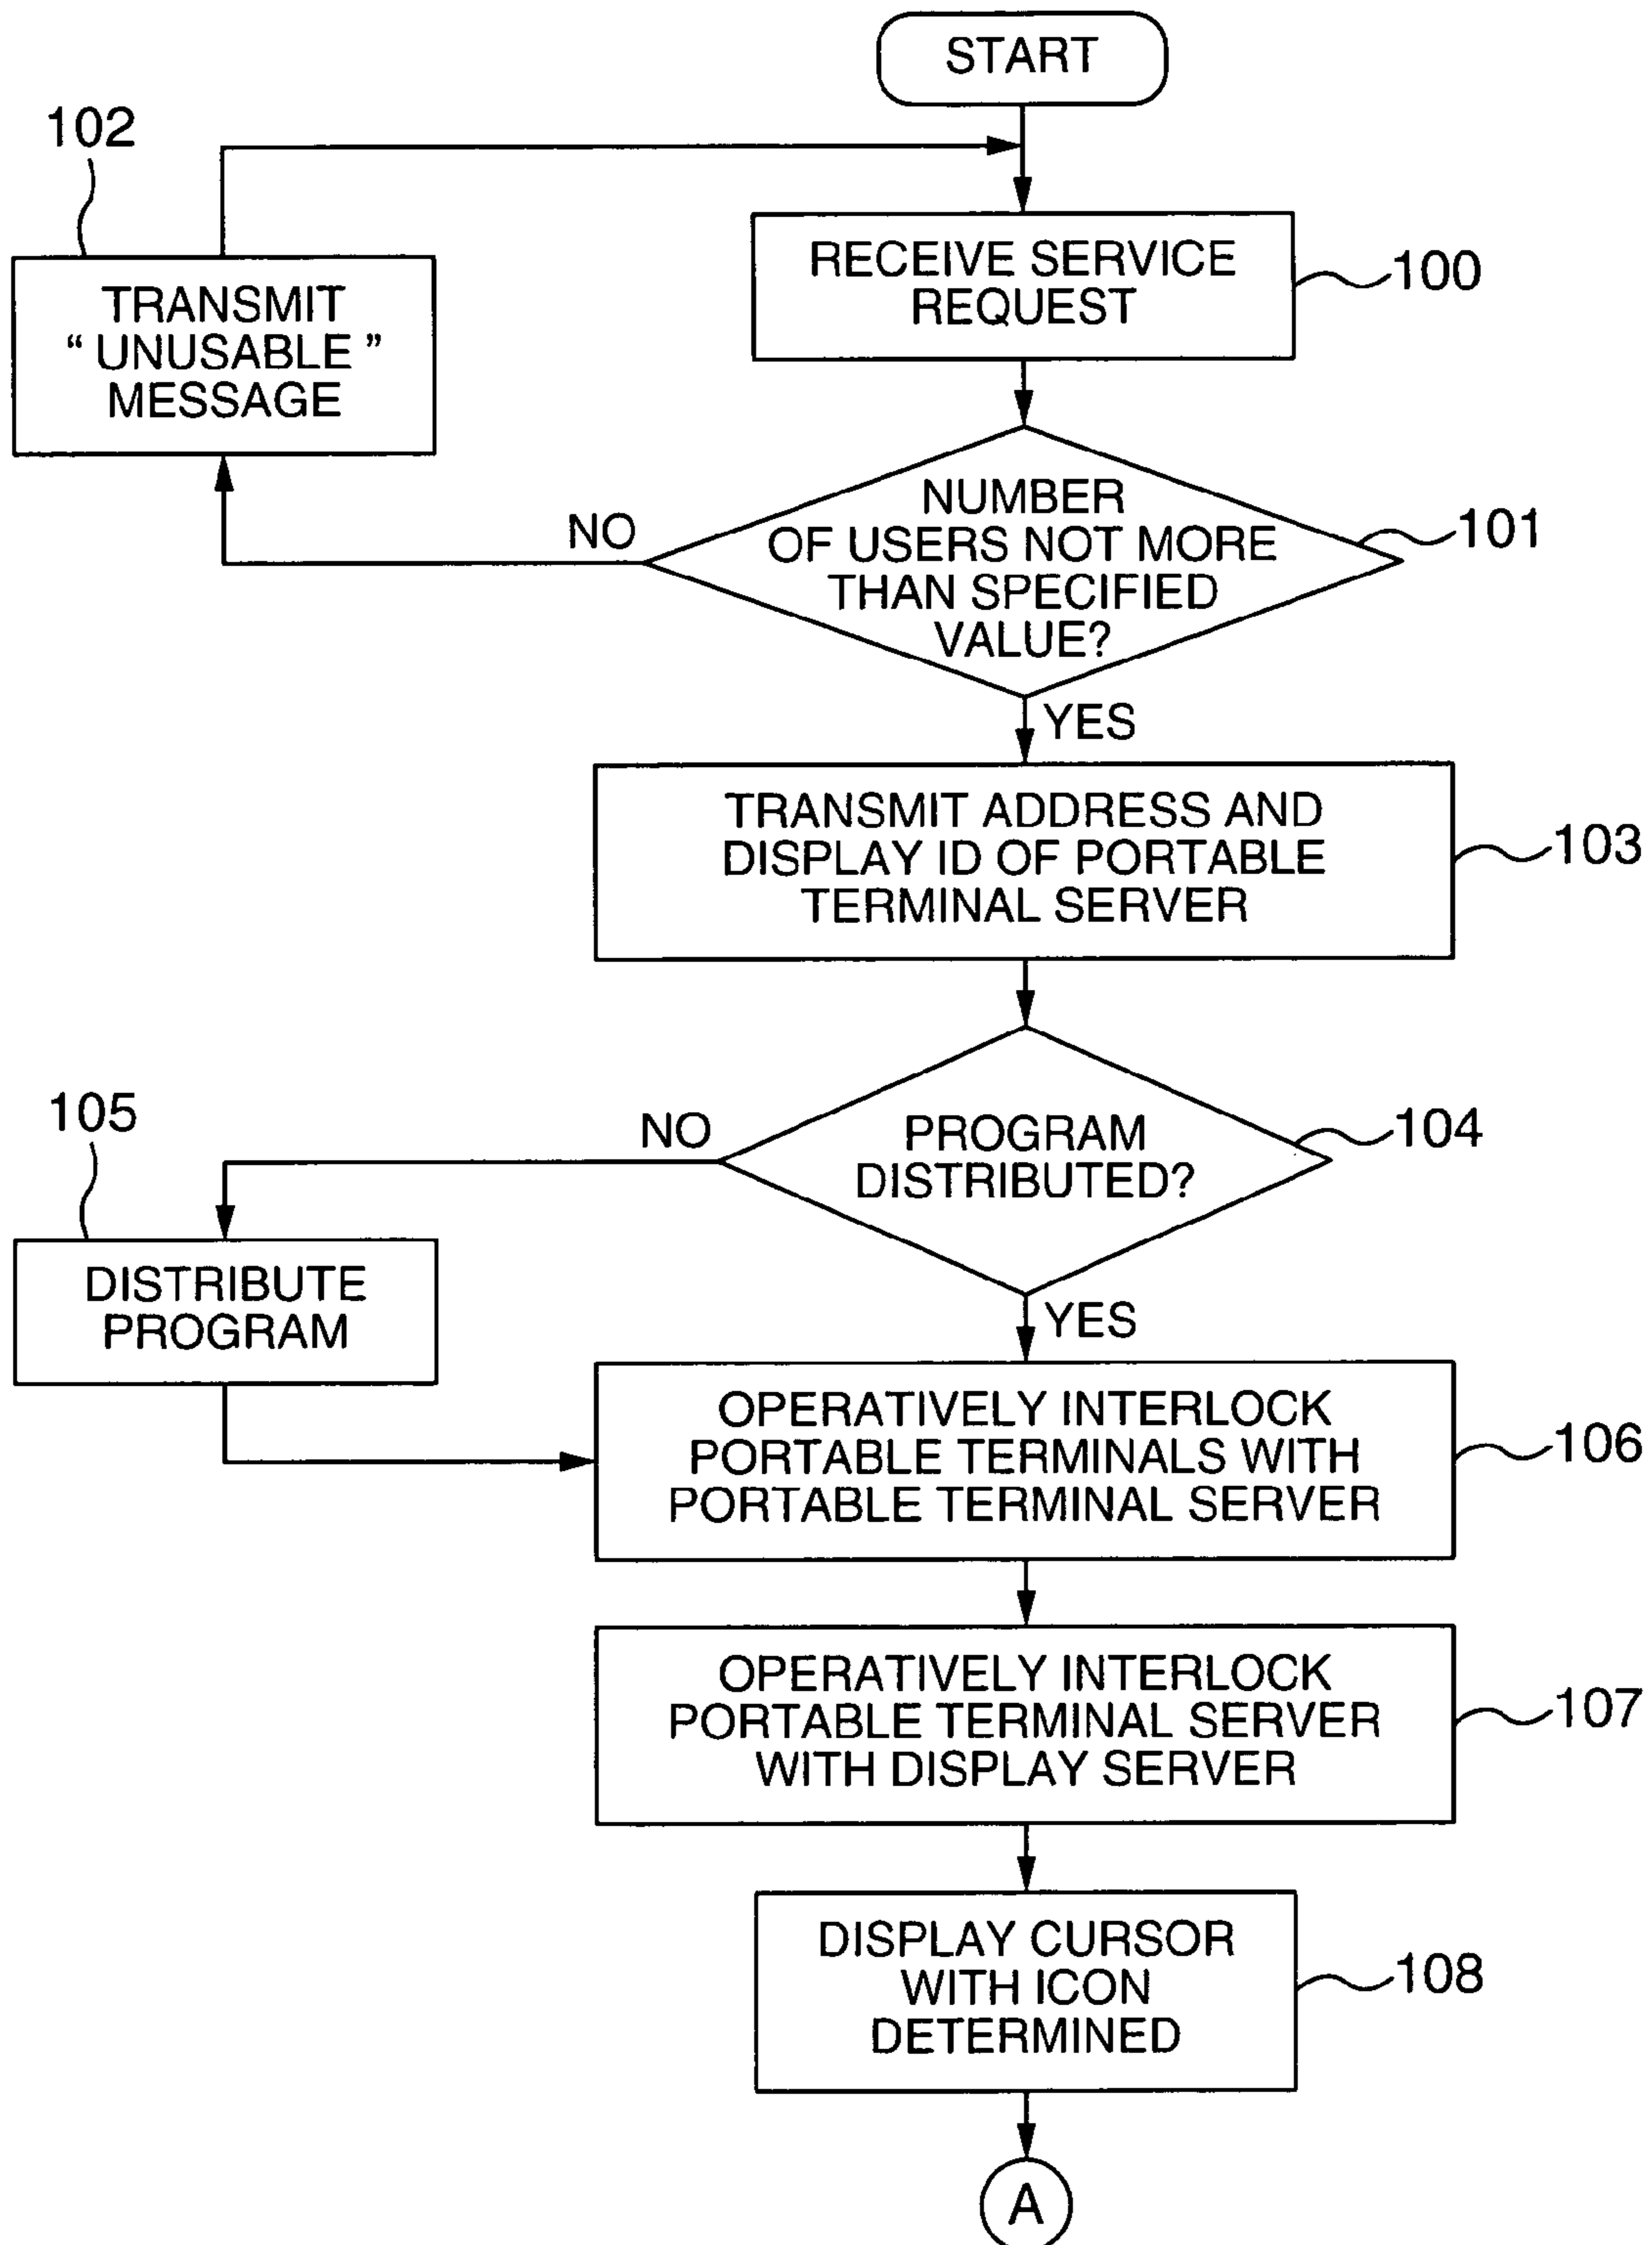 START
102
RECEIVE SERVICE
REQUEST
100
TRANSMIT
“ UNUSABLE ”
MESSAGE
NUMBER
OF USERS NOT MORE
THAN SPECIFIED
VALUE?
101
NO
YES
TRANSMIT ADDRESS AND
DISPLAY ID OF PORTABLE
TERMINAL SERVER
103
PROGRAM
DISTRIBUTED?
104
NO
105
DISTRIBUTE
PROGRAM
YES
OPERATIVELY INTERLOCK
PORTABLE TERMINALS WITH
PORTABLE TERMINAL SERVER
106
OPERATIVELY INTERLOCK
PORTABLE TERMINAL SERVER
WITH DISPLAY SERVER
107
DISPLAY CURSOR
WITH ICON
DETERMINED
108
A